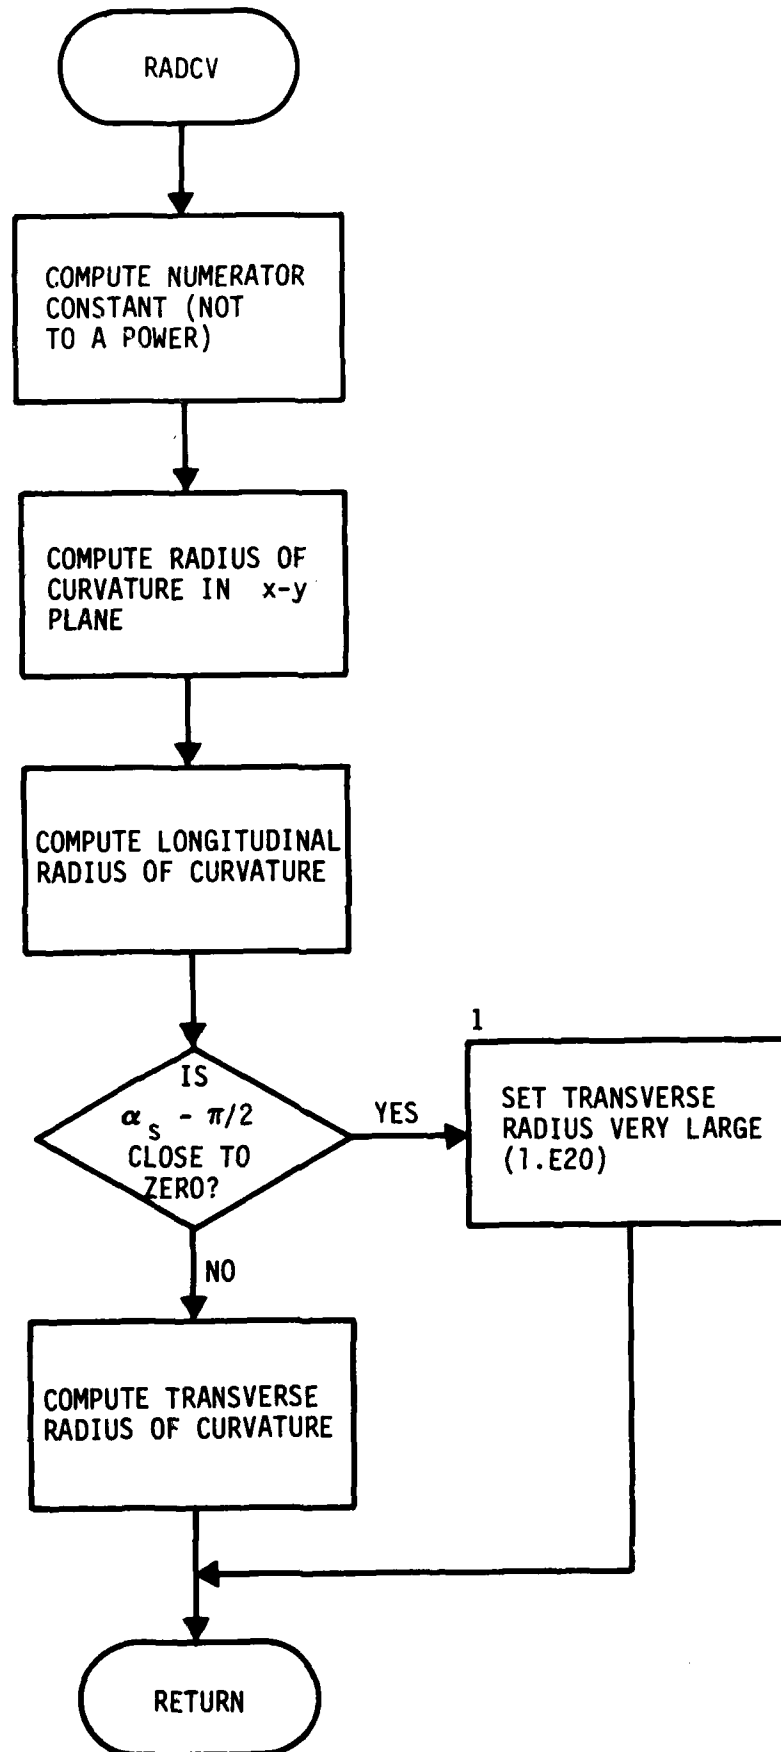 RADCV
COMPUTE NUMERATOR
CONSTANT (NOT
TO A POWER)
COMPUTE RADIUS OF
CURVATURE IN x-y
PLANE
COMPUTE LONGITUDINAL
RADIUS OF CURVATURE
IS
α_s - π/2
CLOSE TO
ZERO?
YES
1
SET TRANSVERSE
RADIUS VERY LARGE
(1.E20)
NO
COMPUTE TRANSVERSE
RADIUS OF CURVATURE
RETURN